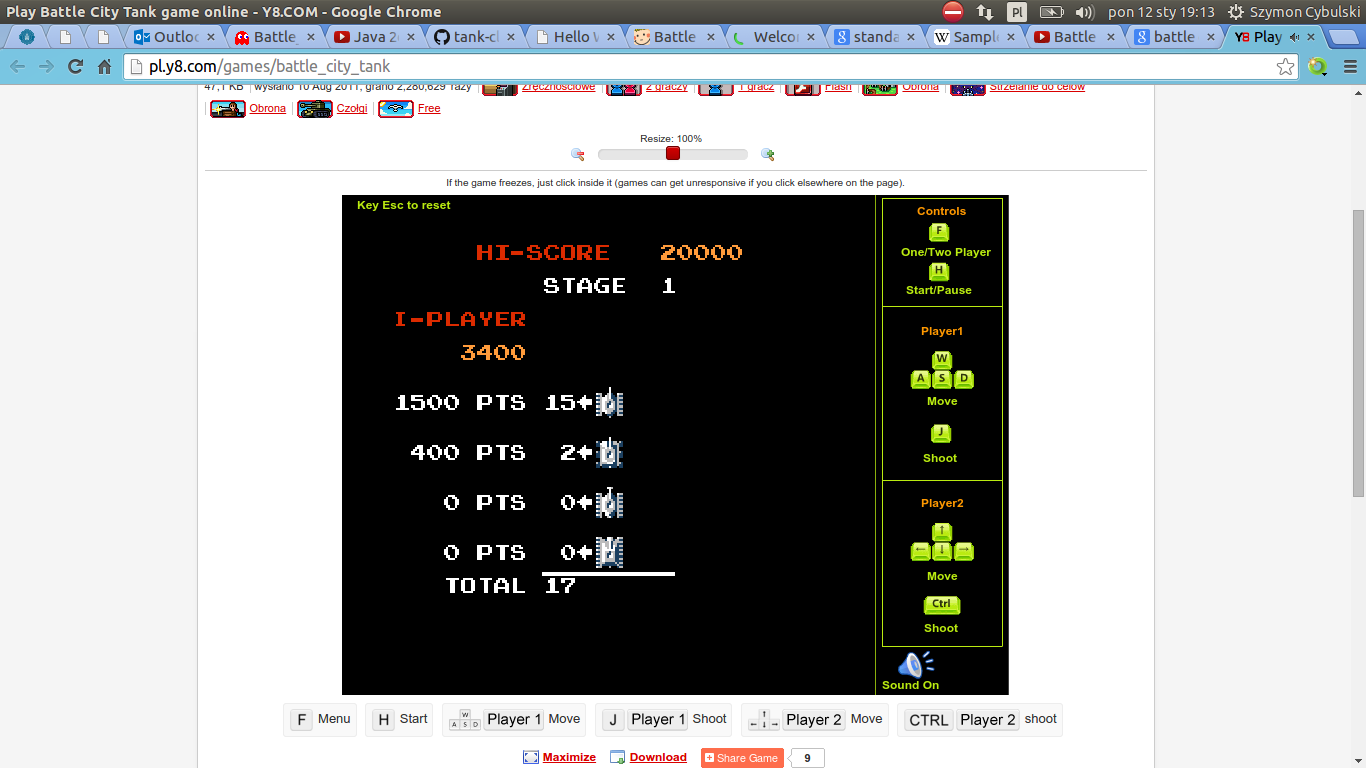 Play Battle City Tank game online - Y8.COM - Google Chrome
Pl
pon 12 sty 19:13
Szymon Cybulski
Outloo
Battle_
Java 2
tank-cl
Hello W
Battle
Welcom
standa
Sample
Battle
battle
Y8 Play
pl.y8.com/games/battle_city_tank
47,1 KB
Wysłano 10 Aug 2011, grano 2,280,629 razy
Zręcznościowe
2 graczy
1 gracz
Flash
Obrona
Strzelanie do celów
Obrona
Czołgi
Free
Resize: 100%
If the game freezes, just click inside it (games can get unresponsive if you click elsewhere on the page).
Key Esc to reset
HI-SCORE 20000
STAGE 1
I-PLAYER
3400
1500 PTS 15
400 PTS 2
0 PTS 0
0 PTS 0
TOTAL 17
Controls
F
One/Two Player
H
Start/Pause
Player1
W
A S D
Move
J
Shoot
Player2
↑
← ↓ →
Move
Ctrl
Shoot
Sound On
F Menu
H Start
W
A S D
Player 1 Move
J Player 1 Shoot
↑
← ↓ →
Player 2 Move
CTRL Player 2 shoot
Maximize
Download
Share Game
9